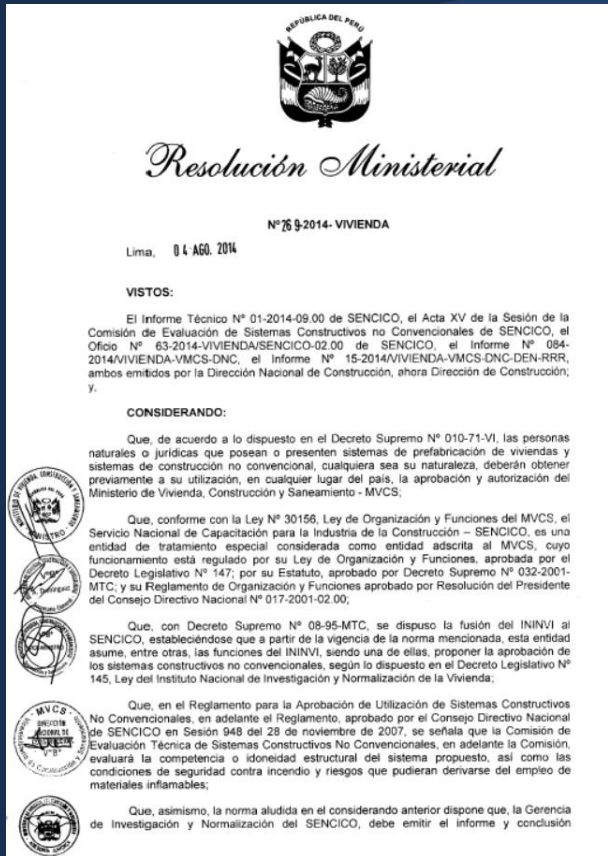 REPÚBLICA DEL PERÚ
Resolución Ministerial
Nº 269-2014- VIVIENDA
Lima, 04 AGO. 2014
VISTOS:
El Informe Técnico Nº 01-2014-09.00 de SENCICO, el Acta XV de la Sesión de la
Comisión de Evaluación de Sistemas Constructivos no Convencionales de SENCICO, el
Oficio Nº 63-2014-VIVIENDA/SENCICO-02.00 de SENCICO, el Informe Nº 084-
2014/VIVIENDA-VMCS-DNC, el Informe Nº 15-2014/VIVIENDA-VMCS-DNC-DEN-RRR,
ambos emitidos por la Dirección Nacional de Construcción, ahora Dirección de Construcción;
y,
CONSIDERANDO:
Que, de acuerdo a lo dispuesto en el Decreto Supremo Nº 010-71-VI, las personas
naturales o jurídicas que posean o presenten sistemas de prefabricación de viviendas y
sistemas de construcción no convencional, cualquiera sea su naturaleza, deberán obtener
previamente a su utilización, en cualquier lugar del país, la aprobación y autorización del
Ministerio de Vivienda, Construcción y Saneamiento - MVCS;
Que, conforme con la Ley Nº 30156, Ley de Organización y Funciones del MVCS, el
Servicio Nacional de Capacitación para la Industria de la Construcción – SENCICO, es una
entidad de tratamiento especial considerada como entidad adscrita al MVCS, cuyo
funcionamiento está regulado por su Ley de Organización y Funciones, aprobada por el
Decreto Legislativo Nº 147; por su Estatuto, aprobado por Decreto Supremo Nº 032-2001-
MTC; y su Reglamento de Organización y Funciones aprobado por Resolución del Presidente
del Consejo Directivo Nacional Nº 017-2001-02.00;
Que, con Decreto Supremo Nº 08-95-MTC, se dispuso la fusión del ININVI al
SENCICO, estableciéndose que a partir de la vigencia de la norma mencionada, esta entidad
asume, entre otras, las funciones del ININVI, siendo una de ellas, proponer la aprobación de
los sistemas constructivos no convencionales, según lo dispuesto en el Decreto Legislativo Nº
145, Ley del Instituto Nacional de Investigación y Normalización de la Vivienda;
Que, en el Reglamento para la Aprobación de Utilización de Sistemas Constructivos
No Convencionales, en adelante el Reglamento, aprobado por el Consejo Directivo Nacional
de SENCICO en Sesión 948 del 28 de noviembre de 2007, se señala que la Comisión de
Evaluación Técnica de Sistemas Constructivos No Convencionales, en adelante la Comisión,
evaluará la competencia o idoneidad estructural del sistema propuesto, así como las
condiciones de seguridad contra incendio y riesgos que pudieran derivarse del empleo de
materiales inflamables;
Que, asimismo, la norma aludida en el considerando anterior dispone que, la Gerencia
de Investigación y Normalización del SENCICO, debe emitir el informe y conclusión
MINISTRO
MVCS
DIRECCIÓN
NACIONAL DE